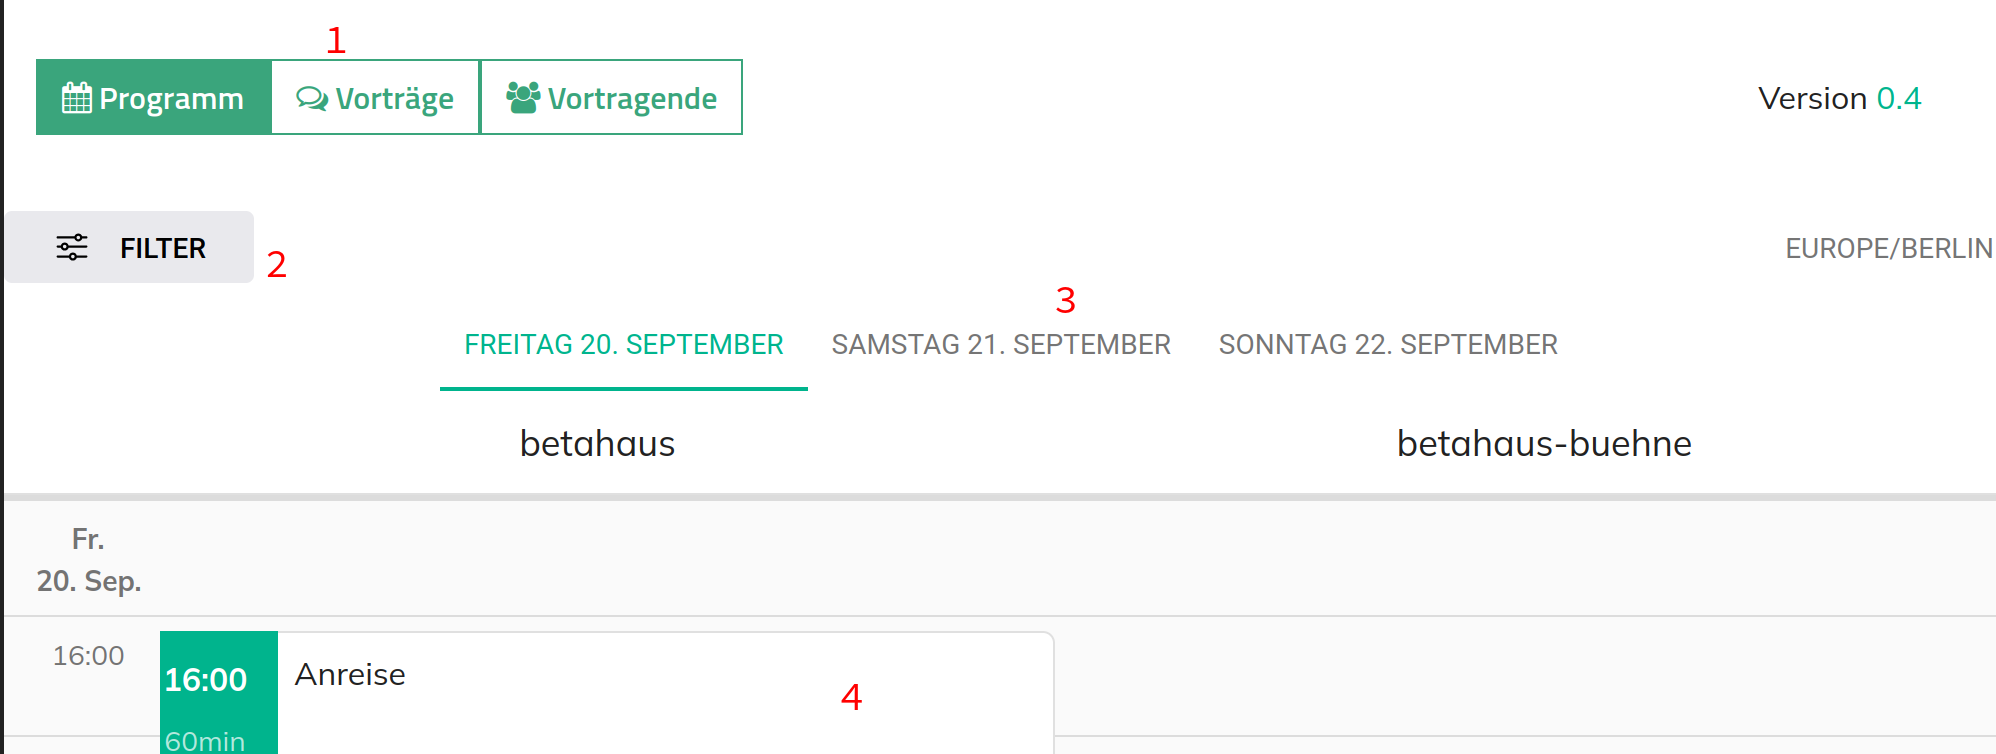 1
Programm Vorträge Vortragende Version 0.4
FILTER 2 EUROPE/BERLIN
3
FREITAG 20. SEPTEMBER SAMSTAG 21. SEPTEMBER SONNTAG 22. SEPTEMBER
betahaus betahaus-buehne
Fr.
20. Sep.
16:00 16:00 Anreise
4
60min